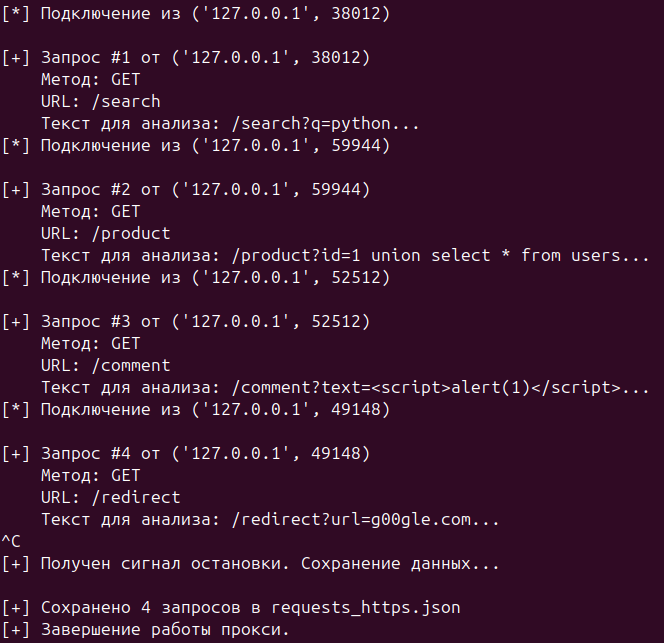 [*] Подключение из ('127.0.0.1', 38012)
[+] Запрос #1 от ('127.0.0.1', 38012)
Метод: GET
URL: /search
Текст для анализа: /search?q=python...
[*] Подключение из ('127.0.0.1', 59944)
[+] Запрос #2 от ('127.0.0.1', 59944)
Метод: GET
URL: /product
Текст для анализа: /product?id=1 union select * from users...
[*] Подключение из ('127.0.0.1', 52512)
[+] Запрос #3 от ('127.0.0.1', 52512)
Метод: GET
URL: /comment
Текст для анализа: /comment?text=<script>alert(1)</script>...
[*] Подключение из ('127.0.0.1', 49148)
[+] Запрос #4 от ('127.0.0.1', 49148)
Метод: GET
URL: /redirect
Текст для анализа: /redirect?url=g00gle.com...
^C
[+] Получен сигнал остановки. Сохранение данных...
[+] Сохранено 4 запросов в requests_https.json
[+] Завершение работы прокси.